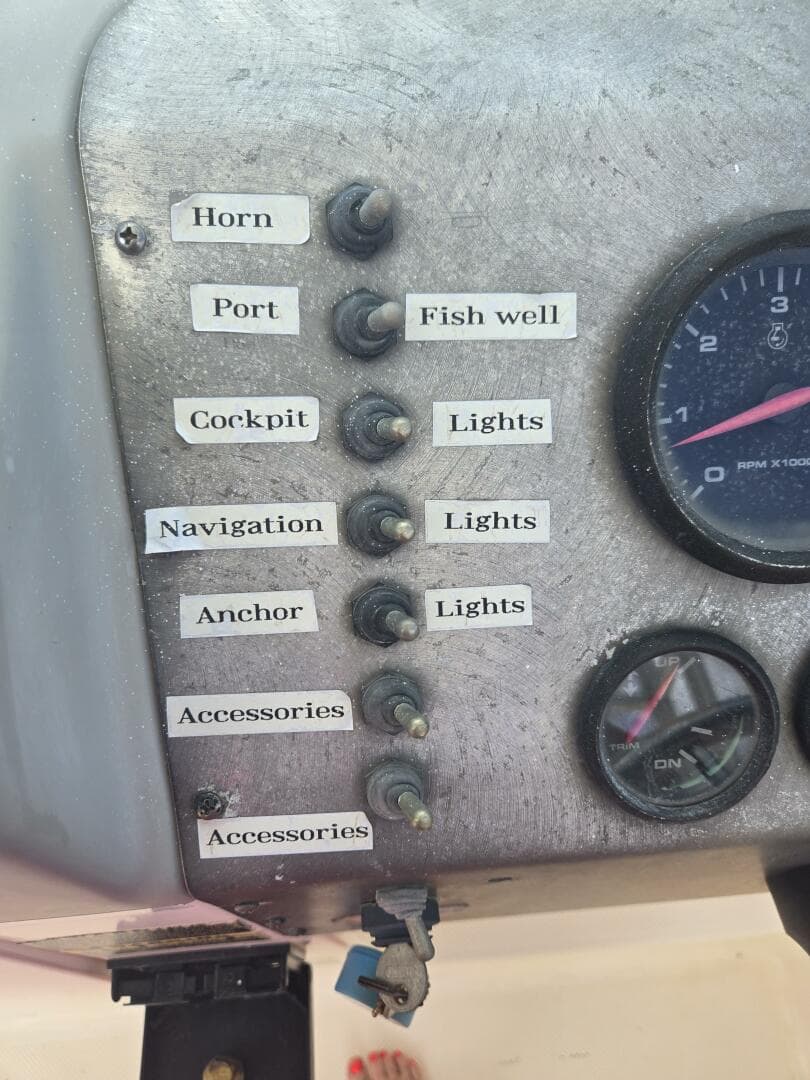 Horn
Port Fish well
Cockpit Lights
Navigation Lights
Anchor Lights
Accessories
Accessories
3
2
1
0
RPM X1000
UP
TRIM
DN